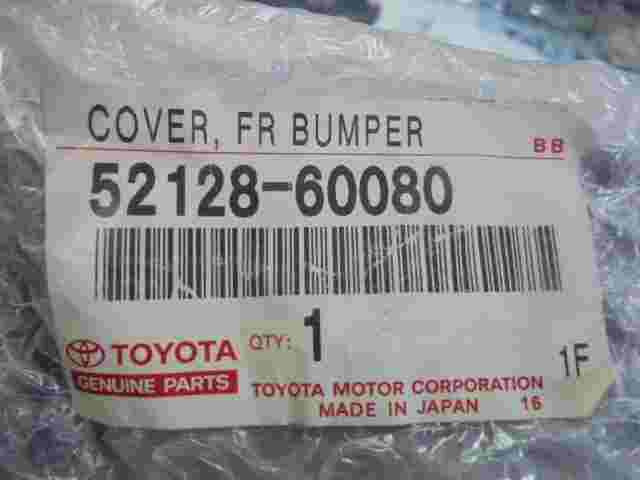 COVER, FR BUMPER
BB
52128-60080
TOYOTA QTY: 1
1F
GENUINE PARTS
TOYOTA MOTOR CORPORATION
MADE IN JAPAN 16